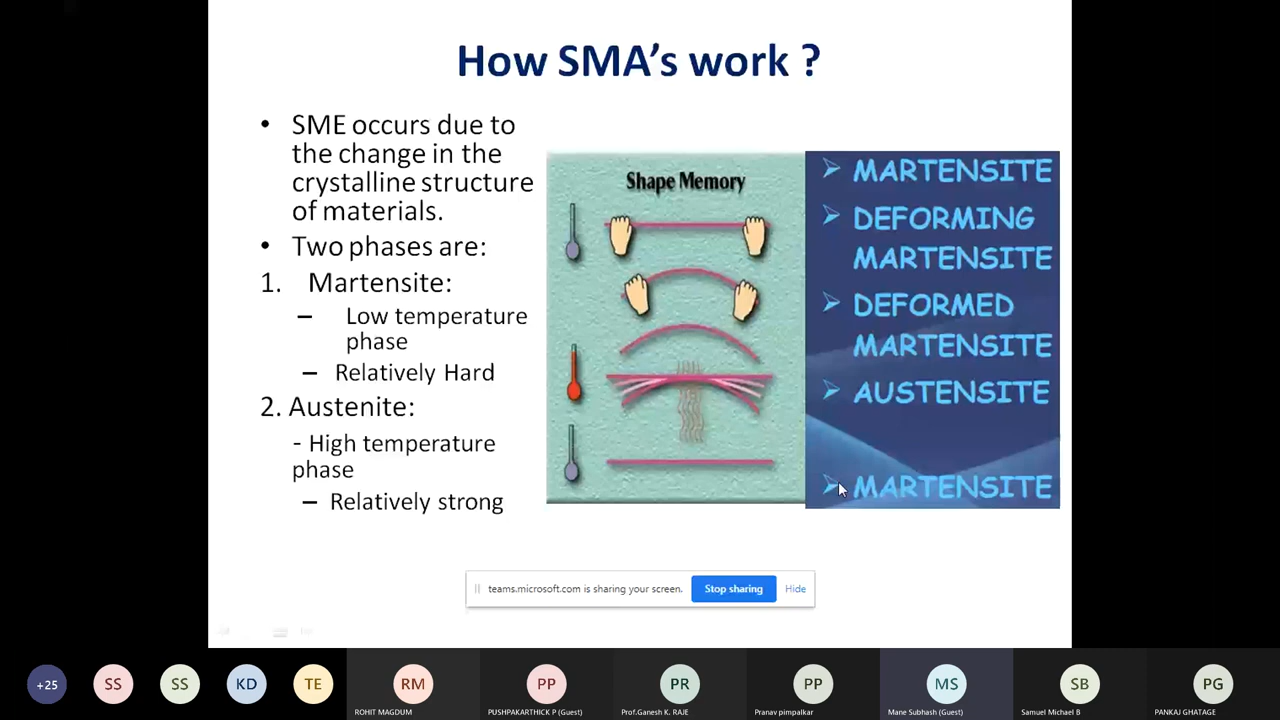 How SMA’s work ?
• SME occurs due to
the change in the
crystalline structure
of materials.
• Two phases are:
1. Martensite:
– Low temperature
phase
– Relatively Hard
2. Austenite:
- High temperature
phase
– Relatively strong
Shape Memory
MARTENSITE
DEFORMING
MARTENSITE
DEFORMED
MARTENSITE
AUSTENSITE
MARTENSITE
teams.microsoft.com is sharing your screen.
Stop sharing
Hide
+25
SS
SS
KD
TE
RM
ROHIT MAGDUM
PP
PUSHPAKARTHICK P (Guest)
PR
Prof.Ganesh K. RAJE
PP
Pranav pimpalkar
MS
Mane Subhash (Guest)
SB
Samuel Michael B
PG
PANKAJ GHATAGE